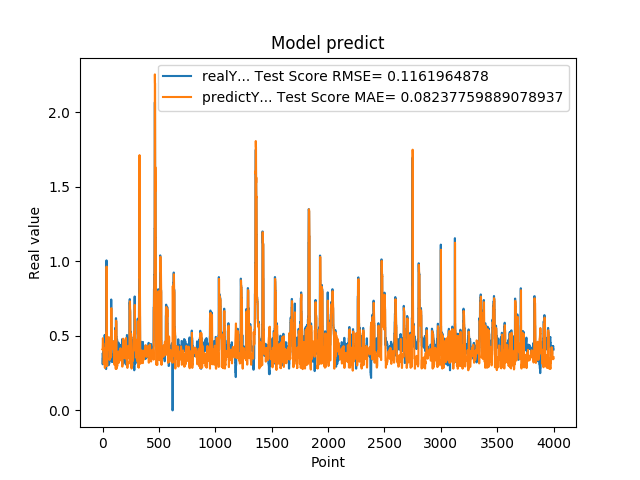 Model predict
realY... Test Score RMSE= 0.1161964878
predictY... Test Score MAE= 0.08237759889078937
2.0
1.5
1.0
0.5
0.0
Real value
0 500 1000 1500 2000 2500 3000 3500 4000
Point